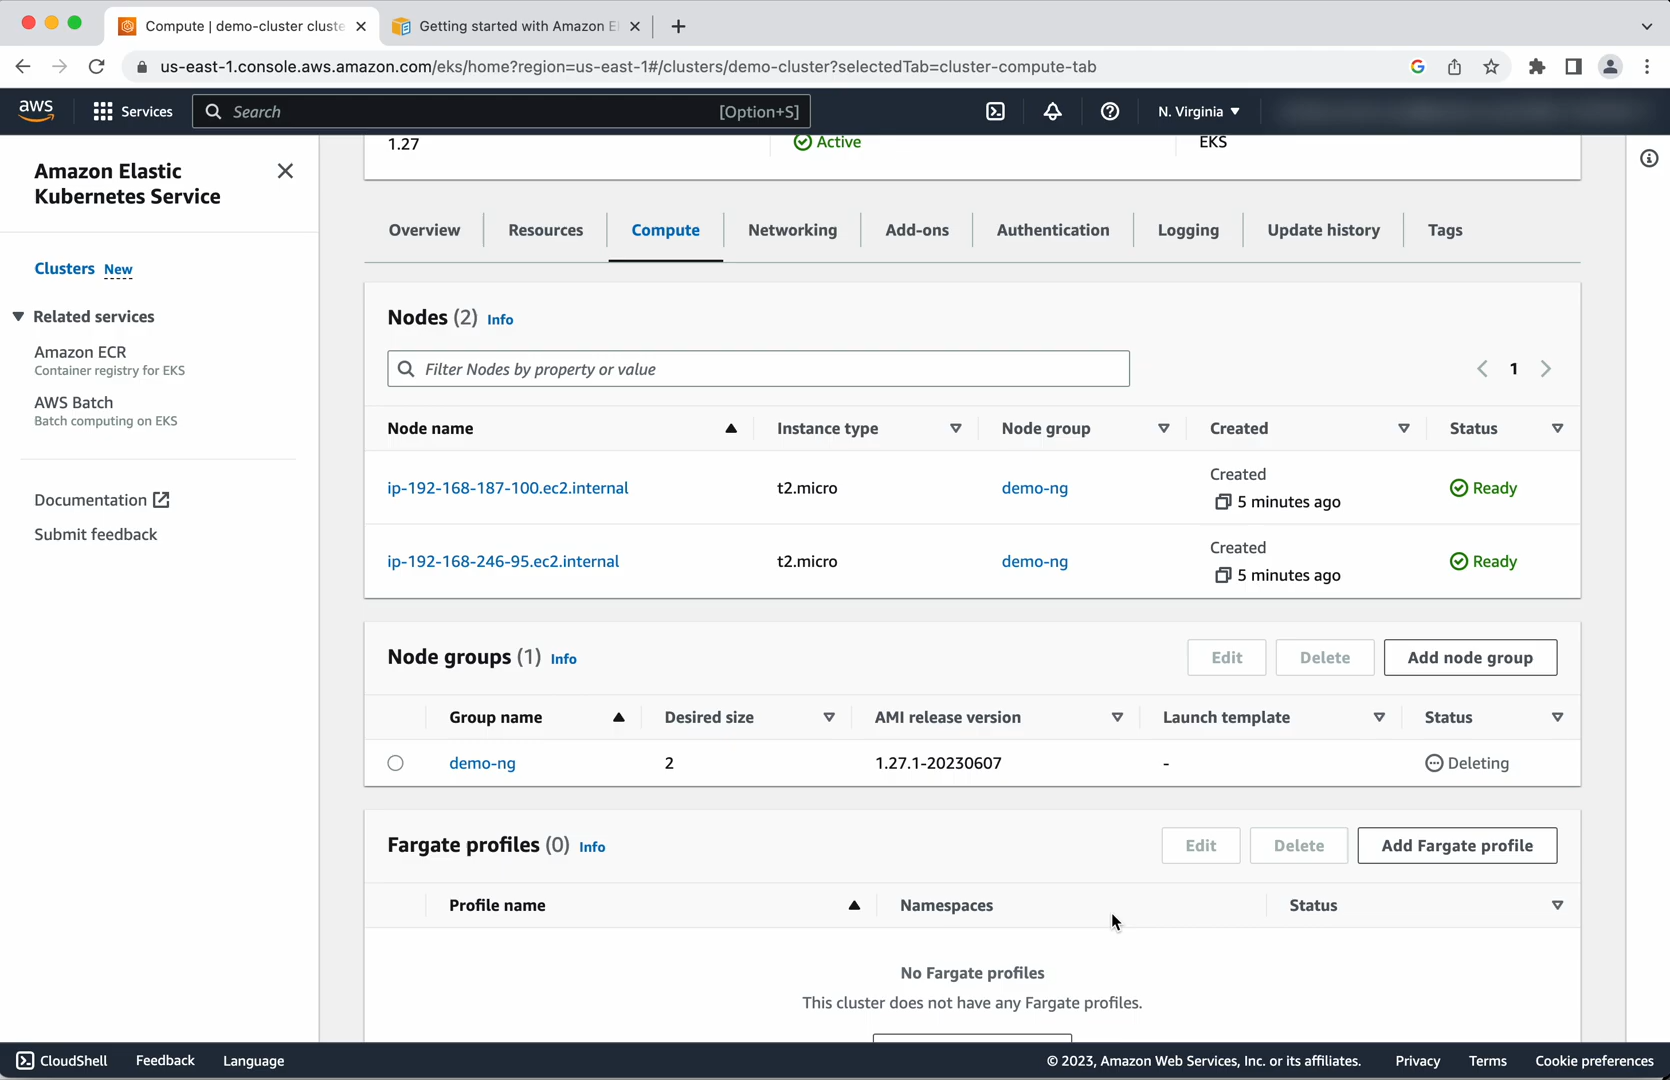 Compute | demo-cluster cluste
Getting started with Amazon E
us-east-1.console.aws.amazon.com/eks/home?region=us-east-1#/clusters/demo-cluster?selectedTab=cluster-compute-tab
aws
Services
Search
[Option+S]
N. Virginia
Amazon Elastic
Kubernetes Service
Clusters New
Related services
Amazon ECR
Container registry for EKS
AWS Batch
Batch computing on EKS
Documentation
Submit feedback
1.27
Active
EKS
Overview
Resources
Compute
Networking
Add-ons
Authentication
Logging
Update history
Tags
Nodes (2) Info
Filter Nodes by property or value
1
Node name
Instance type
Node group
Created
Status
ip-192-168-187-100.ec2.internal
t2.micro
demo-ng
Created
5 minutes ago
Ready
ip-192-168-246-95.ec2.internal
t2.micro
demo-ng
Created
5 minutes ago
Ready
Node groups (1) Info
Edit
Delete
Add node group
Group name
Desired size
AMI release version
Launch template
Status
demo-ng
2
1.27.1-20230607
-
Deleting
Fargate profiles (0) Info
Edit
Delete
Add Fargate profile
Profile name
Namespaces
Status
No Fargate profiles
This cluster does not have any Fargate profiles.
CloudShell
Feedback
Language
© 2023, Amazon Web Services, Inc. or its affiliates.
Privacy
Terms
Cookie preferences